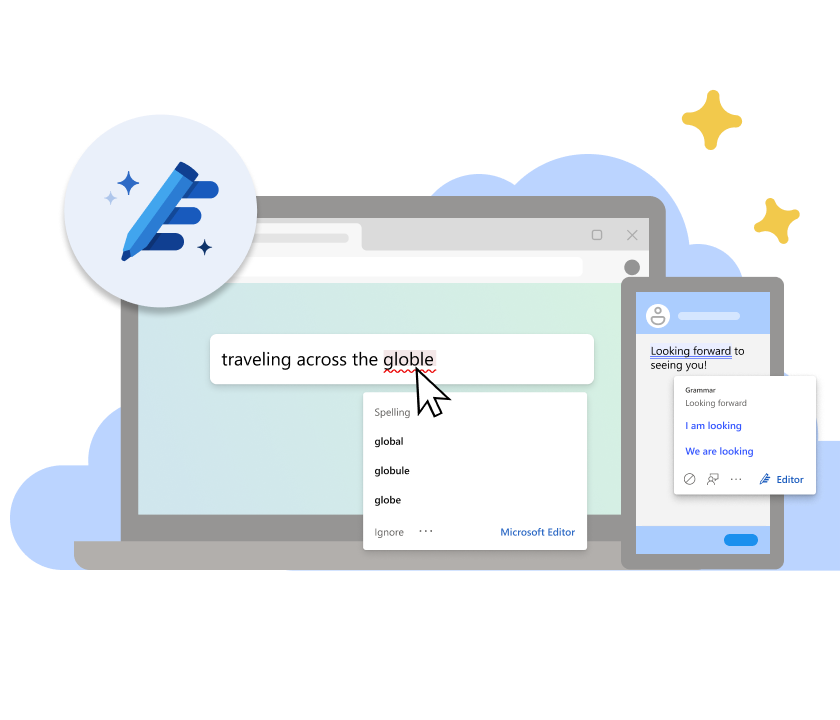 traveling across the globle
Spelling
global
globule
globe
Ignore ··· Microsoft Editor
Looking forward to
seeing you!
Grammar
Looking forward
I am looking
We are looking
··· Editor